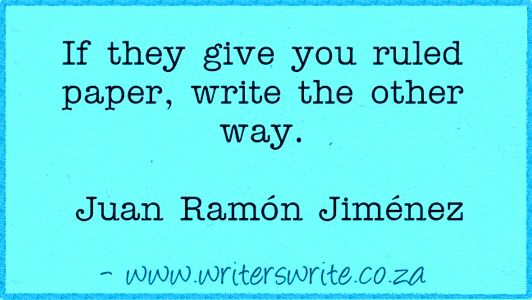 If they give you ruled
paper, write the other
way.
Juan Ramón Jiménez
- www.writerswrite.co.za